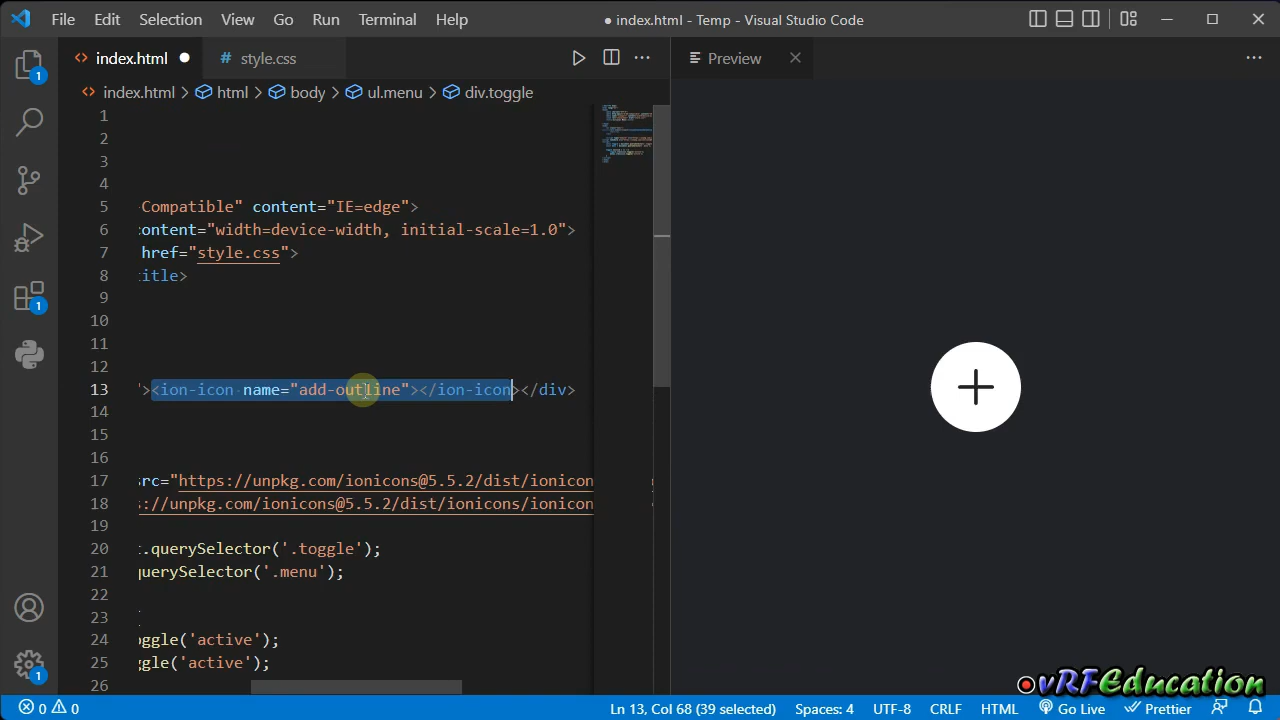 File Edit Selection View Go Run Terminal Help
● index.html - Temp - Visual Studio Code
index.html ●
# style.css
Preview
index.html > html > body > ul.menu > div.toggle
1
2
3
4
5 Compatible" content="IE=edge">
6 content="width=device-width, initial-scale=1.0">
7 href="style.css">
8 itle>
9
10
11
12
13 "><ion-icon name="add-outline"></ion-icon></div>
14
15
16
17 src="https://unpkg.com/ionicons@5.5.2/dist/ionicon
18 s://unpkg.com/ionicons@5.5.2/dist/ionicons/ionicon
19
20 t.querySelector('.toggle');
21 querySelector('.menu');
22
23
24 oggle('active');
25 ggle('active');
26
1
1
1
vRFEducation
0 0 Ln 13, Col 68 (39 selected) Spaces: 4 UTF-8 CRLF HTML Go Live Prettier